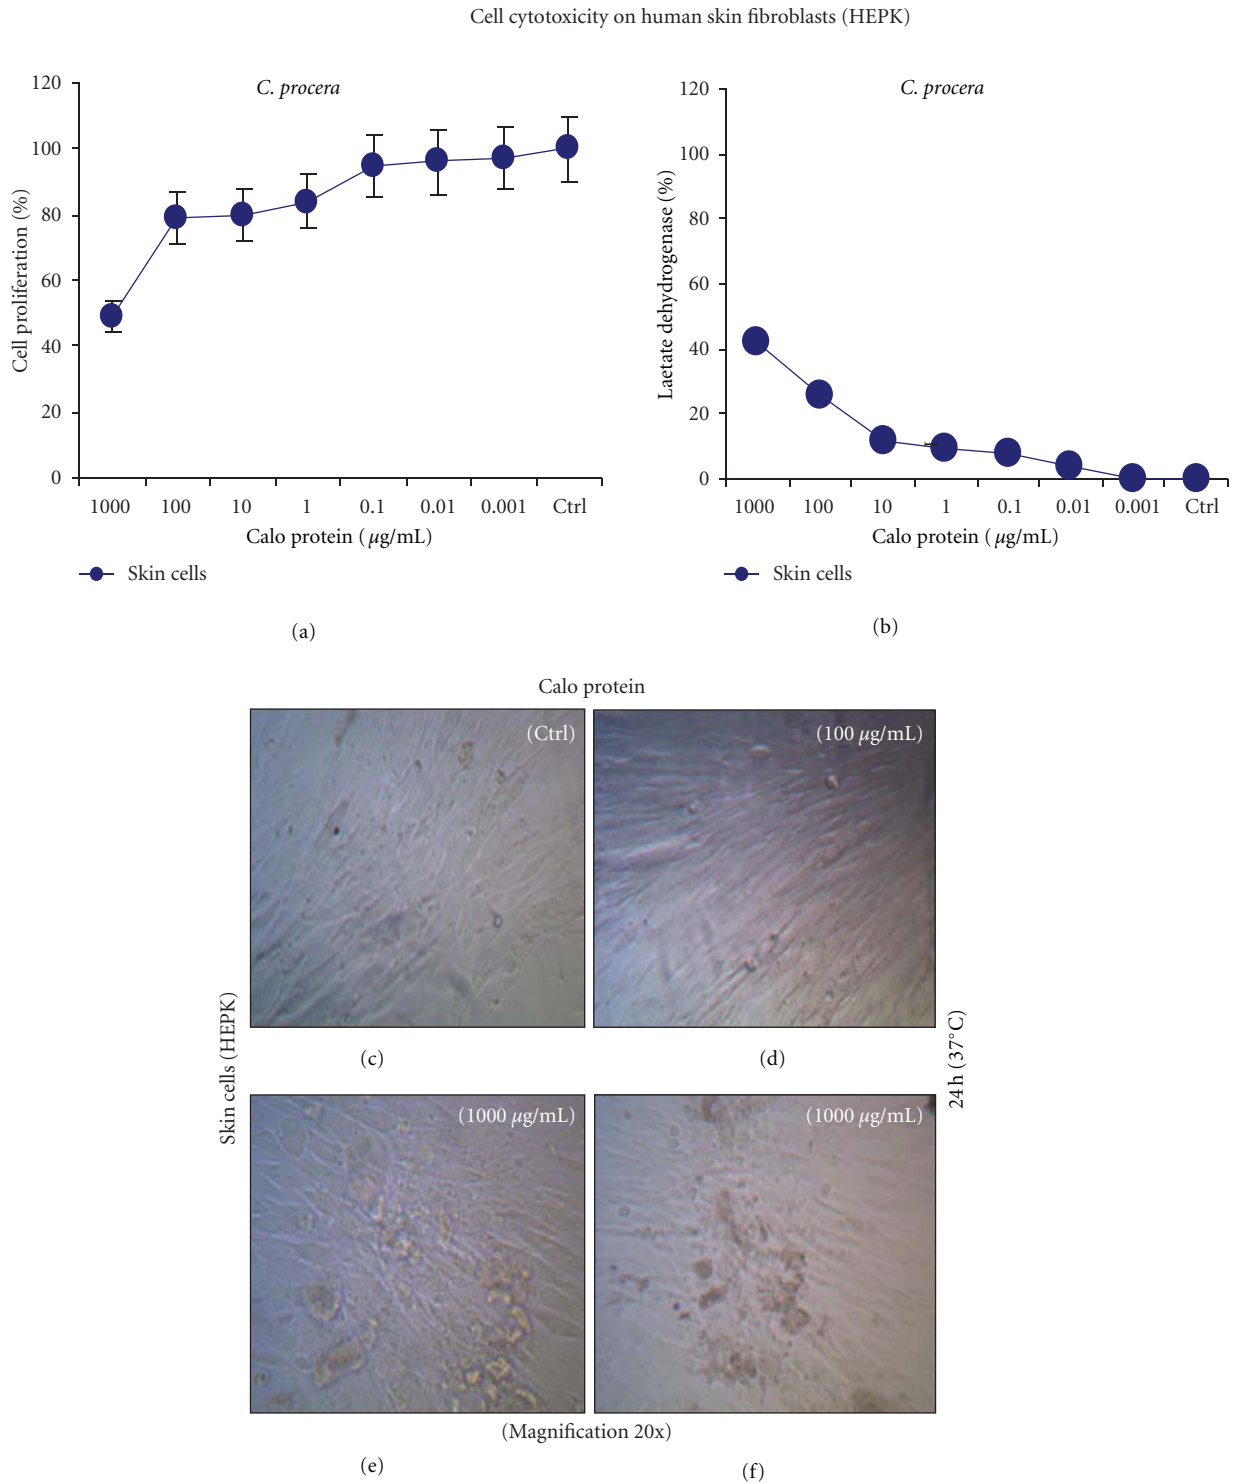 Cell cytotoxicity on human skin fibroblasts (HEPK)
C. procera
120
100
80
60
40
20
0
Cell proliferation (%)
1000 100 10 1 0.1 0.01 0.001 Ctrl
Calo protein (µg/mL)
Skin cells
(a)
C. procera
120
100
80
60
40
20
0
Laetate dehydrogenase (%)
1000 100 10 1 0.1 0.01 0.001 Ctrl
Calo protein (µg/mL)
Skin cells
(b)
Calo protein
(Ctrl)
(100 µg/mL)
(c)
(d)
Skin cells (HEPK)
24 h (37°C)
(1000 µg/mL)
(1000 µg/mL)
(Magnification 20x)
(e)
(f)